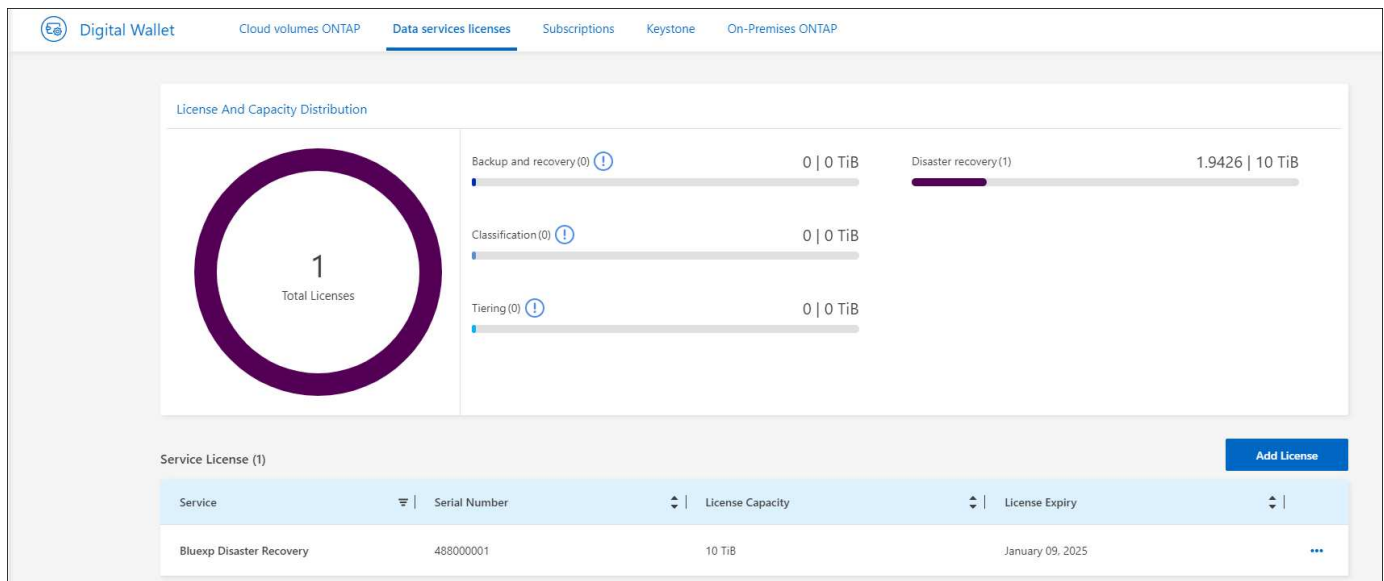 Digital Wallet Cloud volumes ONTAP Data services licenses Subscriptions Keystone On-Premises ONTAP
License And Capacity Distribution
1
Total Licenses
Backup and recovery (0) 0 | 0 TiB
Classification (0) 0 | 0 TiB
Tiering (0) 0 | 0 TiB
Disaster recovery (1) 1.9426 | 10 TiB
Service License (1) Add License
Service Serial Number License Capacity License Expiry
Bluexp Disaster Recovery 488000001 10 TiB January 09, 2025